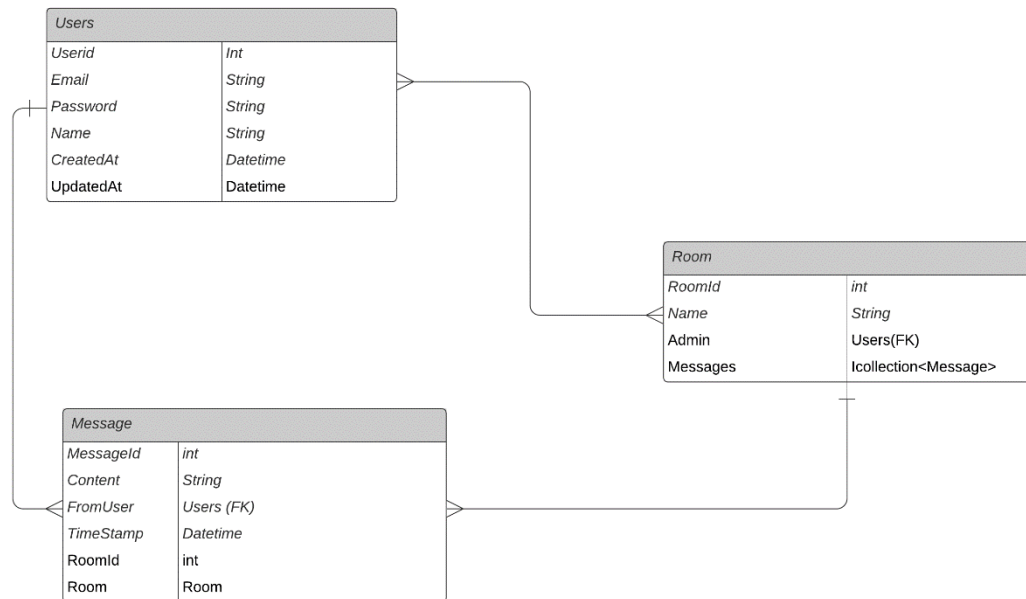 Users
Userid Int
Email String
Password String
Name String
CreatedAt Datetime
UpdatedAt Datetime
Room
RoomId int
Name String
Admin Users(FK)
Messages Icollection<Message>
Message
MessageId int
Content String
FromUser Users (FK)
TimeStamp Datetime
RoomId int
Room Room